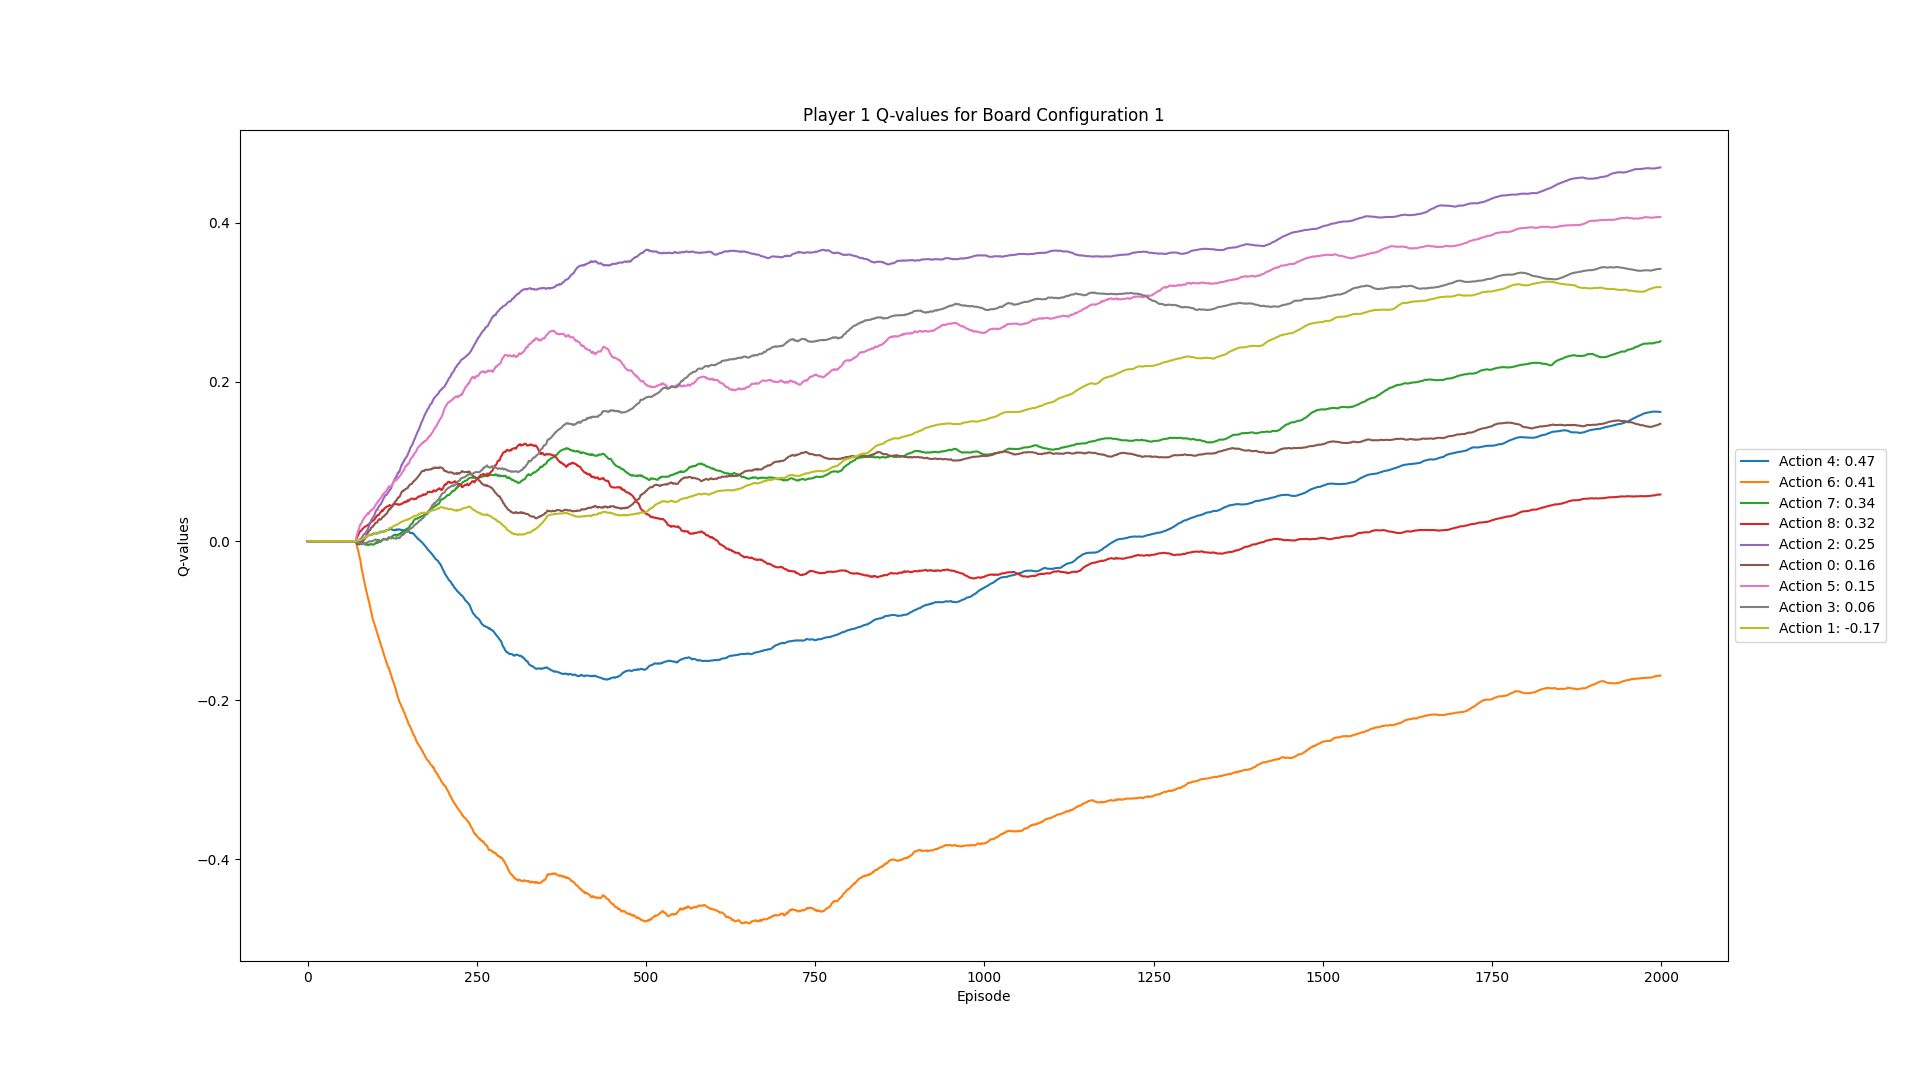 Player 1 Q-values for Board Configuration 1
Q-values
0.4
0.2
0.0
−0.2
−0.4
0
250
500
750
1000
1250
1500
1750
2000
Episode
Action 4: 0.47
Action 6: 0.41
Action 7: 0.34
Action 8: 0.32
Action 2: 0.25
Action 0: 0.16
Action 5: 0.15
Action 3: 0.06
Action 1: -0.17